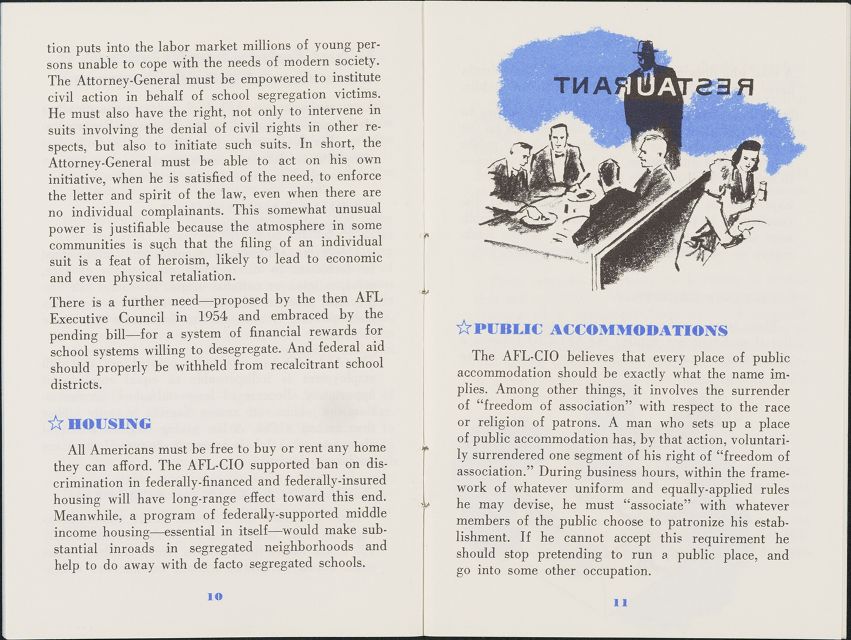 tion puts into the labor market millions of young per-
sons unable to cope with the needs of modern society.
The Attorney-General must be empowered to institute
civil action in behalf of school segregation victims.
He must also have the right, not only to intervene in
suits involving the denial of civil rights in other re-
spects, but also to initiate such suits. In short, the
Attorney-General must be able to act on his own
initiative, when he is satisfied of the need, to enforce
the letter and spirit of the law, even when there are
no individual complainants. This somewhat unusual
power is justifiable because the atmosphere in some
communities is such that the filing of an individual
suit is a feat of heroism, likely to lead to economic
and even physical retaliation.
There is a further need—proposed by the then AFL
Executive Council in 1954 and embraced by the
pending bill—for a system of financial rewards for
school systems willing to desegregate. And federal aid
should properly be withheld from recalcitrant school
districts.
☆ HOUSING
All Americans must be free to buy or rent any home
they can afford. The AFL-CIO supported ban on dis-
crimination in federally-financed and federally-insured
housing will have long-range effect toward this end.
Meanwhile, a program of federally-supported middle
income housing—essential in itself—would make sub-
stantial inroads in segregated neighborhoods and
help to do away with de facto segregated schools.
10
RESTAURANT
☆PUBLIC ACCOMMODATIONS
The AFL-CIO believes that every place of public
accommodation should be exactly what the name im-
plies. Among other things, it involves the surrender
of “freedom of association” with respect to the race
or religion of patrons. A man who sets up a place
of public accommodation has, by that action, voluntari-
ly surrendered one segment of his right of “freedom of
association.” During business hours, within the frame-
work of whatever uniform and equally-applied rules
he may devise, he must “associate” with whatever
members of the public choose to patronize his estab-
lishment. If he cannot accept this requirement he
should stop pretending to run a public place, and
go into some other occupation.
11